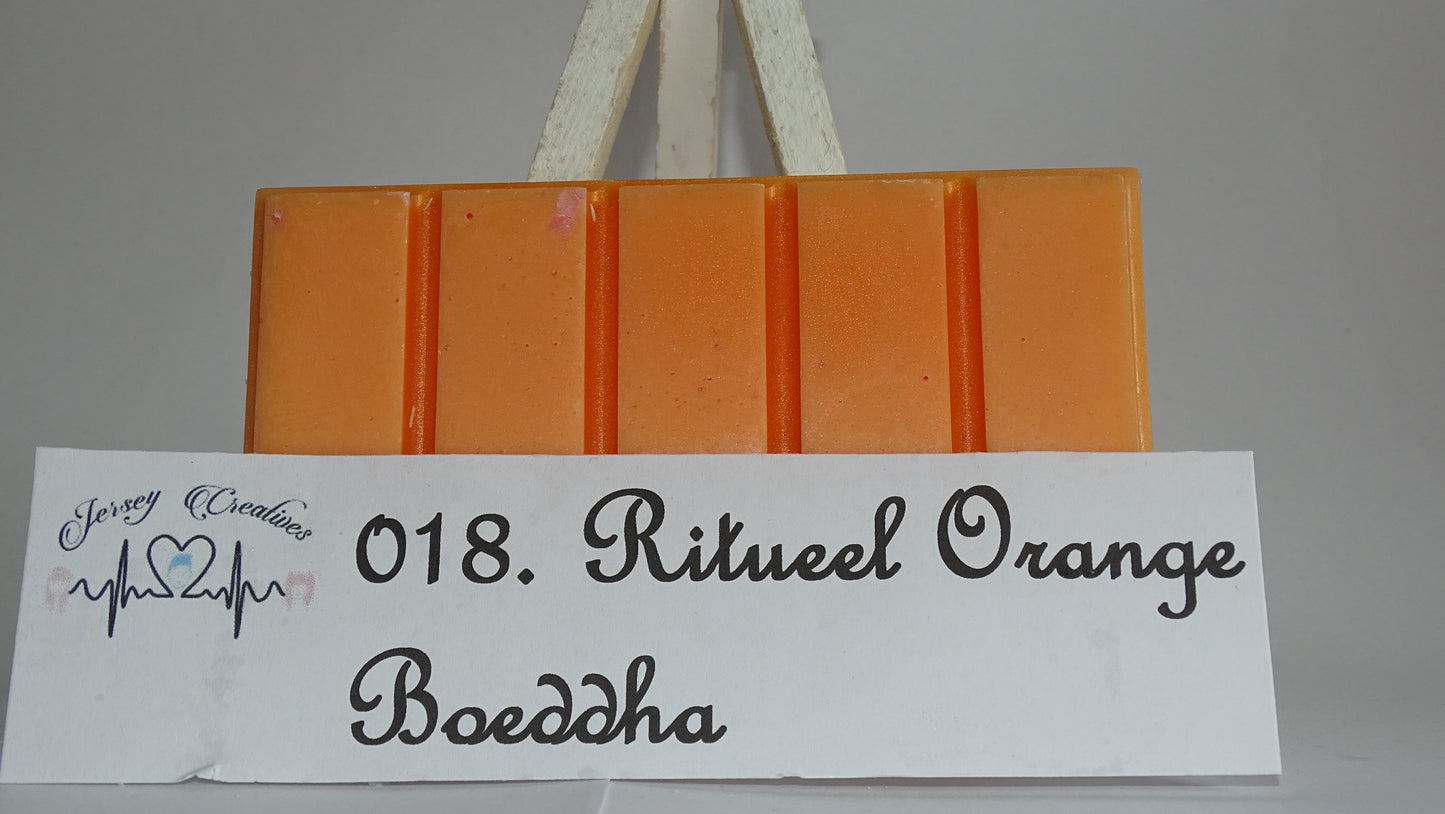 Jersey Creatives
018. Ritueel Orange
Boeddha